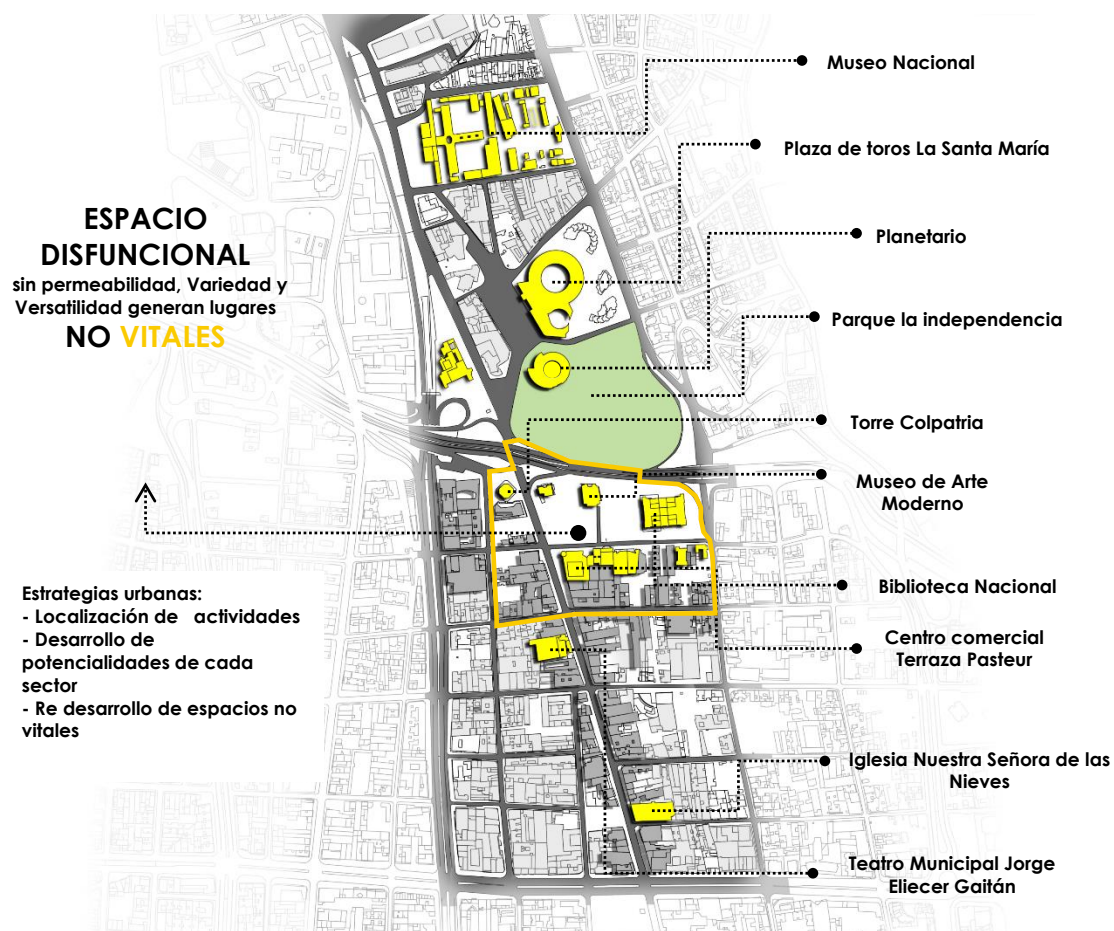 ESPACIO
DISFUNCIONAL
sin permeabilidad, Variedad y
Versatilidad generan lugares
NO VITALES
Estrategias urbanas:
- Localización de actividades
- Desarrollo de
potencialidades de cada
sector
- Re desarrollo de espacios no
vitales
Museo Nacional
Plaza de toros La Santa María
Planetario
Parque la independencia
Torre Colpatria
Museo de Arte
Moderno
Biblioteca Nacional
Centro comercial
Terraza Pasteur
Iglesia Nuestra Señora de las
Nieves
Teatro Municipal Jorge
Eliecer Gaitán